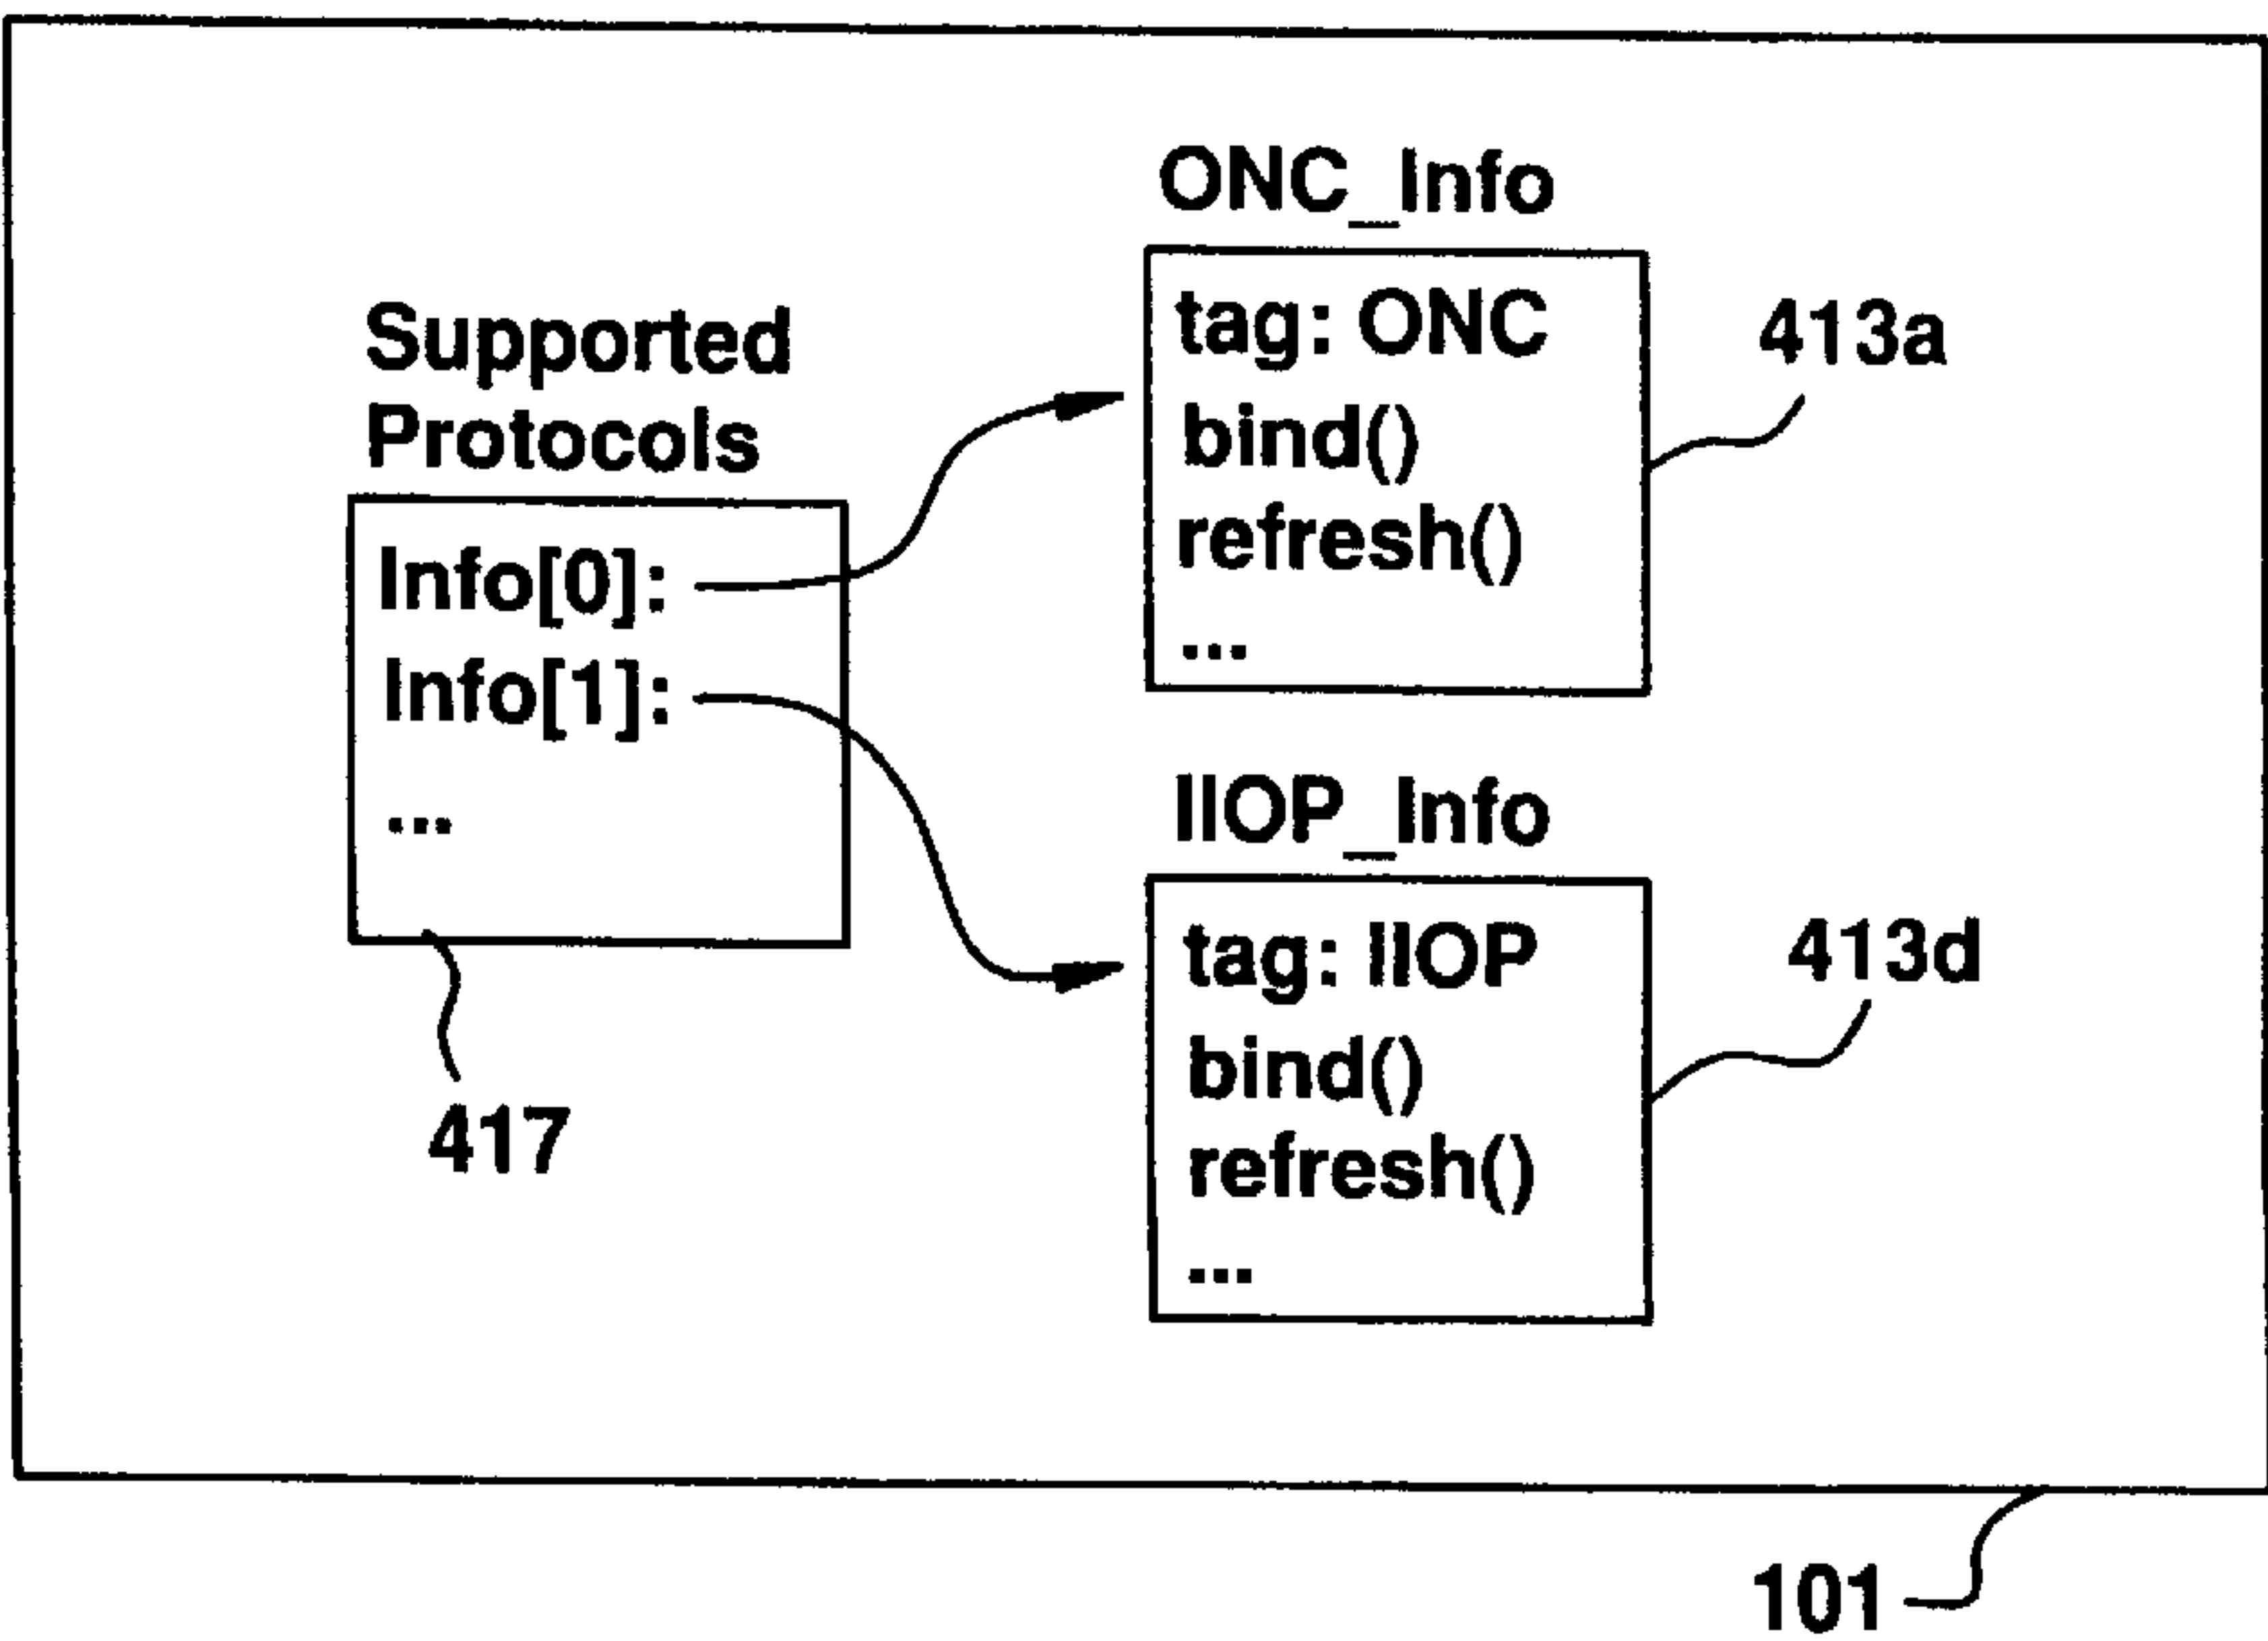 Supported
Protocols
Info[0]:
Info[1]:
...
417
ONC_Info
tag: ONC
bind()
refresh()
...
413a
IIOP_Info
tag: IIOP
bind()
refresh()
...
413d
101